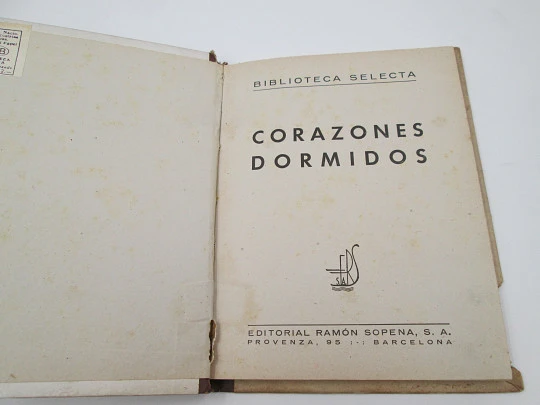 BIBLIOTECA SELECTA
CORAZONES
DORMIDOS
EDITORIAL RAMÓN SOPENA, S. A.
PROVENZA, 95 :-: BARCELONA